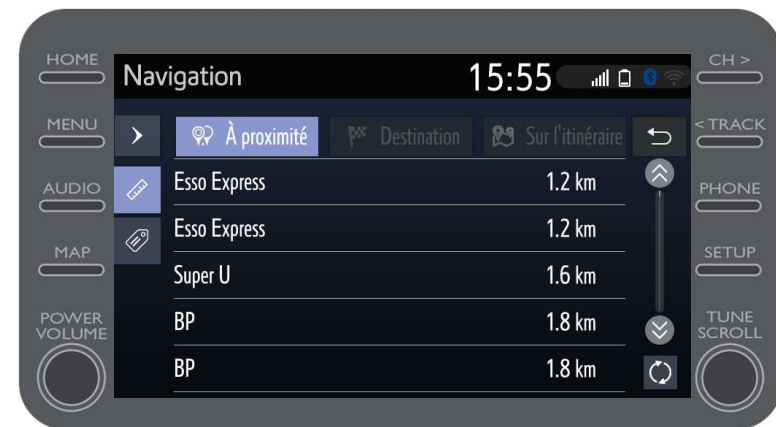 HOME
MENU
AUDIO
MAP
POWER
VOLUME
Navigation 15:55
À proximité Destination Sur l'itinéraire
Esso Express 1.2 km
Esso Express 1.2 km
Super U 1.6 km
BP 1.8 km
BP 1.8 km
CH >
< TRACK
PHONE
SETUP
TUNE
SCROLL